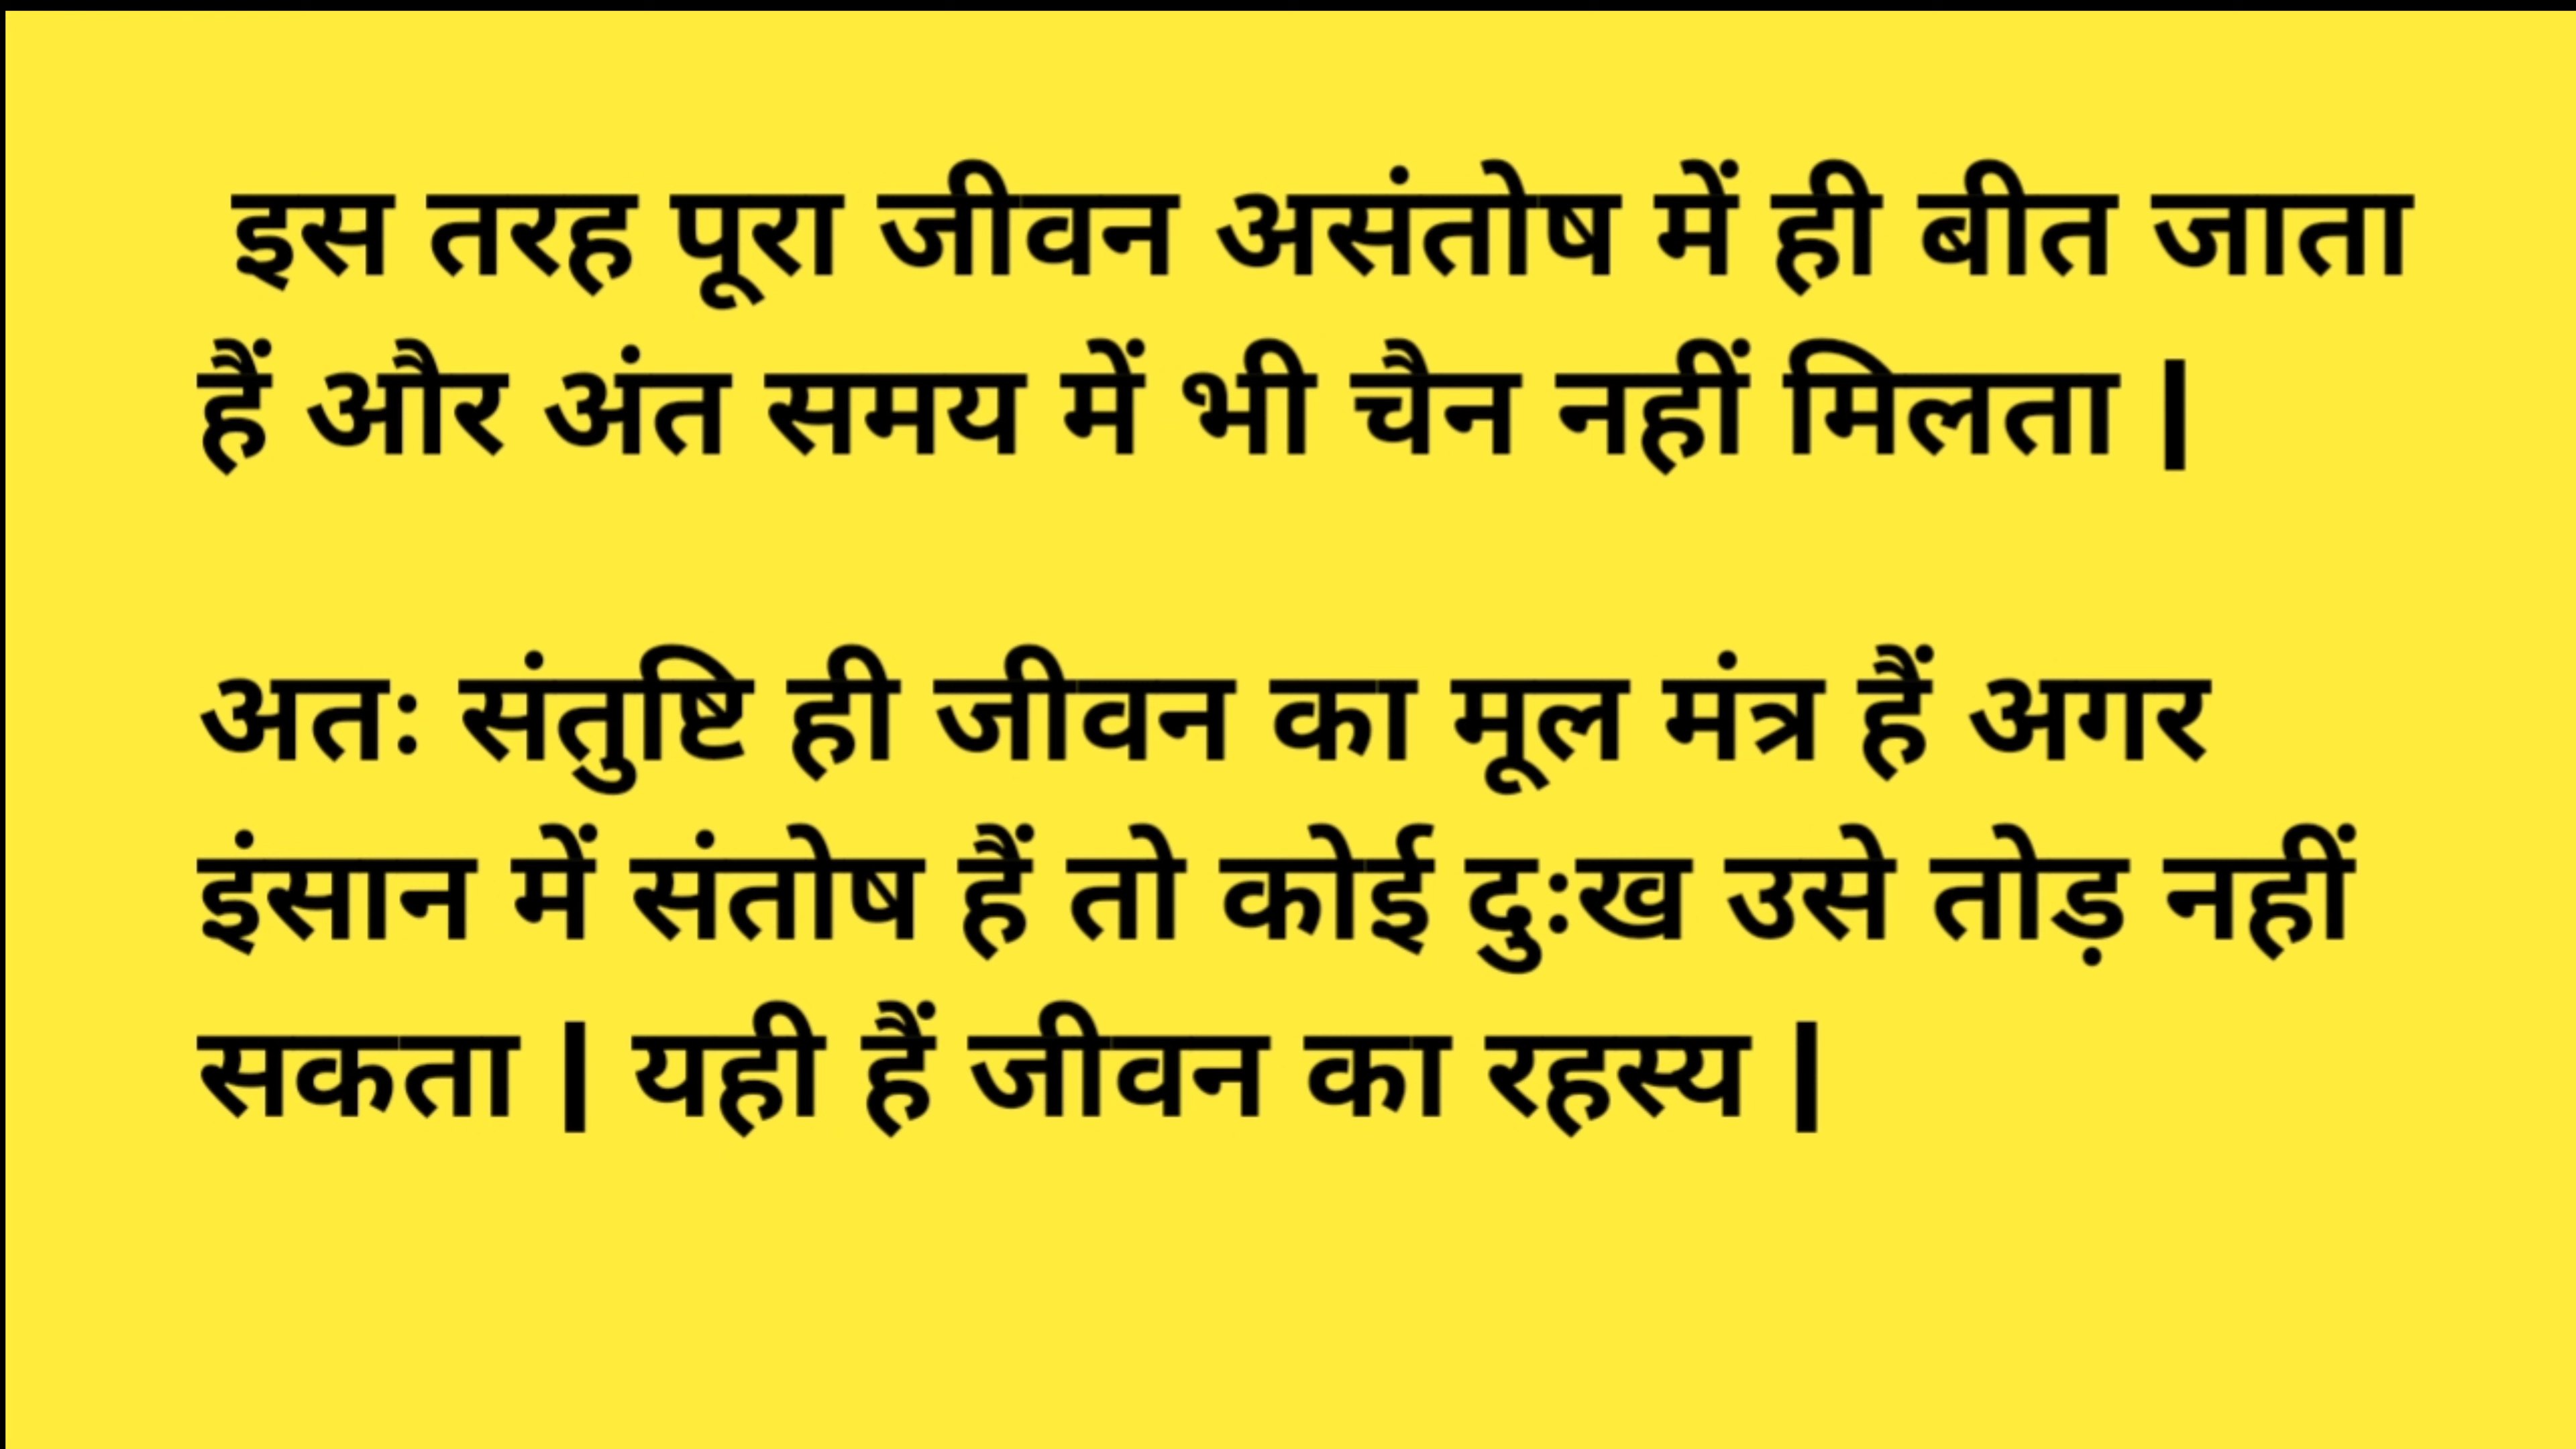 इस तरह पूरा जीवन असंतोष में ही बीत जाता
हैं और अंत समय में भी चैन नहीं मिलता |
अतः संतुष्टि ही जीवन का मूल मंत्र हैं अगर
इंसान में संतोष हैं तो कोई दुःख उसे तोड़ नहीं
सकता | यही हैं जीवन का रहस्य |